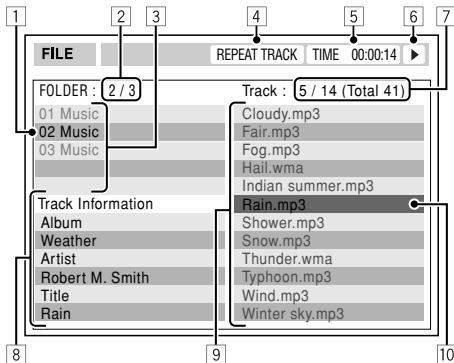 1 2 3 4 5 6 7
FILE REPEAT TRACK TIME 00:00:14
FOLDER : 2 / 3 Track : 5 / 14 (Total 41)
01 Music
02 Music
03 Music
Track Information
Album
Weather
Artist
Robert M. Smith
Title
Rain
Cloudy.mp3
Fair.mp3
Fog.mp3
Hail.wma
Indian summer.mp3
Rain.mp3
Shower.mp3
Snow.mp3
Thunder.wma
Typhoon.mp3
Wind.mp3
Winter sky.mp3
8 9 10